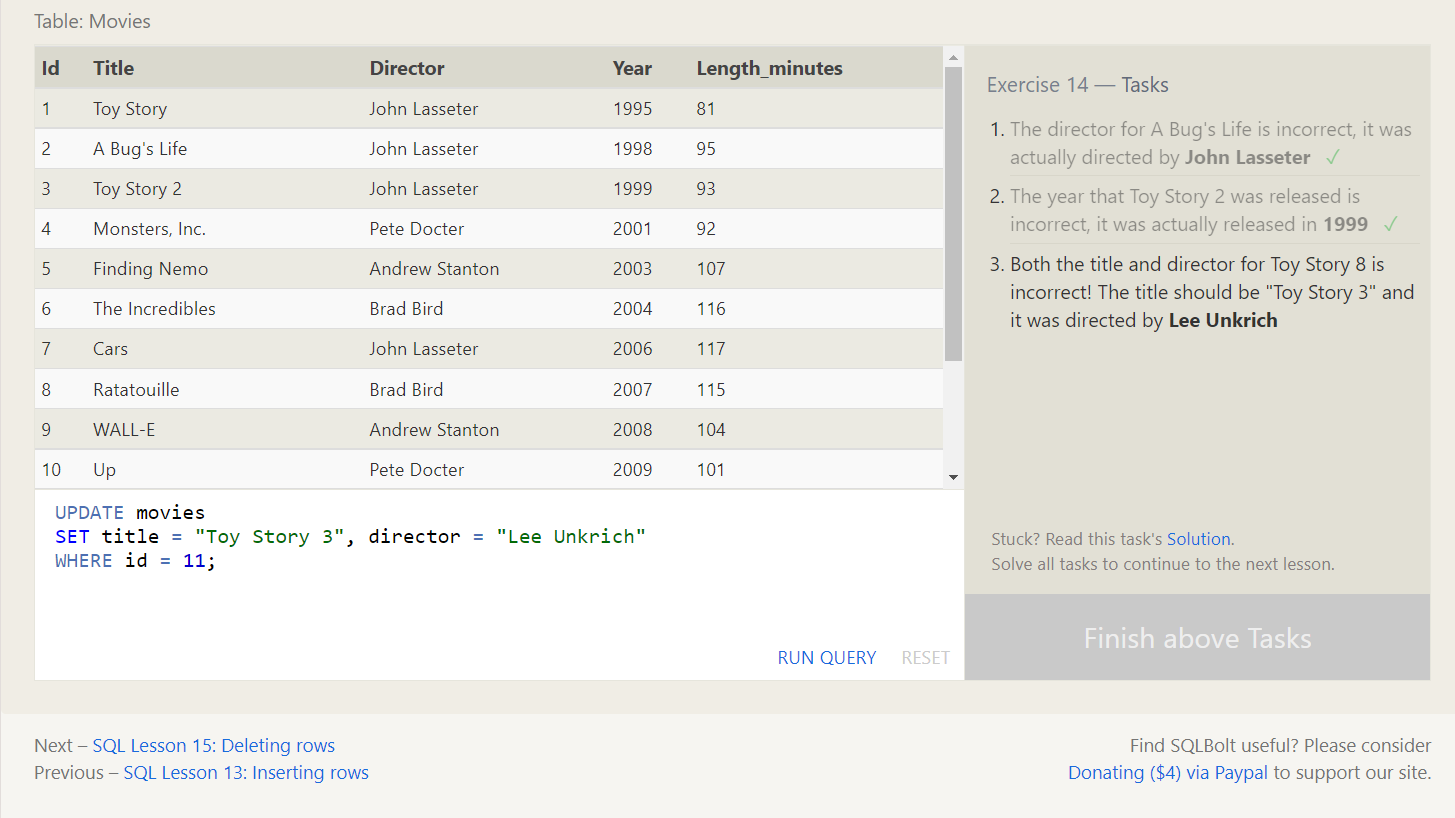 Table: Movies
Id Title Director Year Length_minutes
1 Toy Story John Lasseter 1995 81
2 A Bug's Life John Lasseter 1998 95
3 Toy Story 2 John Lasseter 1999 93
4 Monsters, Inc. Pete Docter 2001 92
5 Finding Nemo Andrew Stanton 2003 107
6 The Incredibles Brad Bird 2004 116
7 Cars John Lasseter 2006 117
8 Ratatouille Brad Bird 2007 115
9 WALL-E Andrew Stanton 2008 104
10 Up Pete Docter 2009 101
UPDATE movies
SET title = "Toy Story 3", director = "Lee Unkrich"
WHERE id = 11;
RUN QUERY RESET
Exercise 14 — Tasks
1. The director for A Bug's Life is incorrect, it was
actually directed by John Lasseter ✓
2. The year that Toy Story 2 was released is
incorrect, it was actually released in 1999 ✓
3. Both the title and director for Toy Story 8 is
incorrect! The title should be "Toy Story 3" and
it was directed by Lee Unkrich
Stuck? Read this task's Solution.
Solve all tasks to continue to the next lesson.
Finish above Tasks
Next – SQL Lesson 15: Deleting rows
Previous – SQL Lesson 13: Inserting rows
Find SQLBolt useful? Please consider
Donating ($4) via Paypal to support our site.